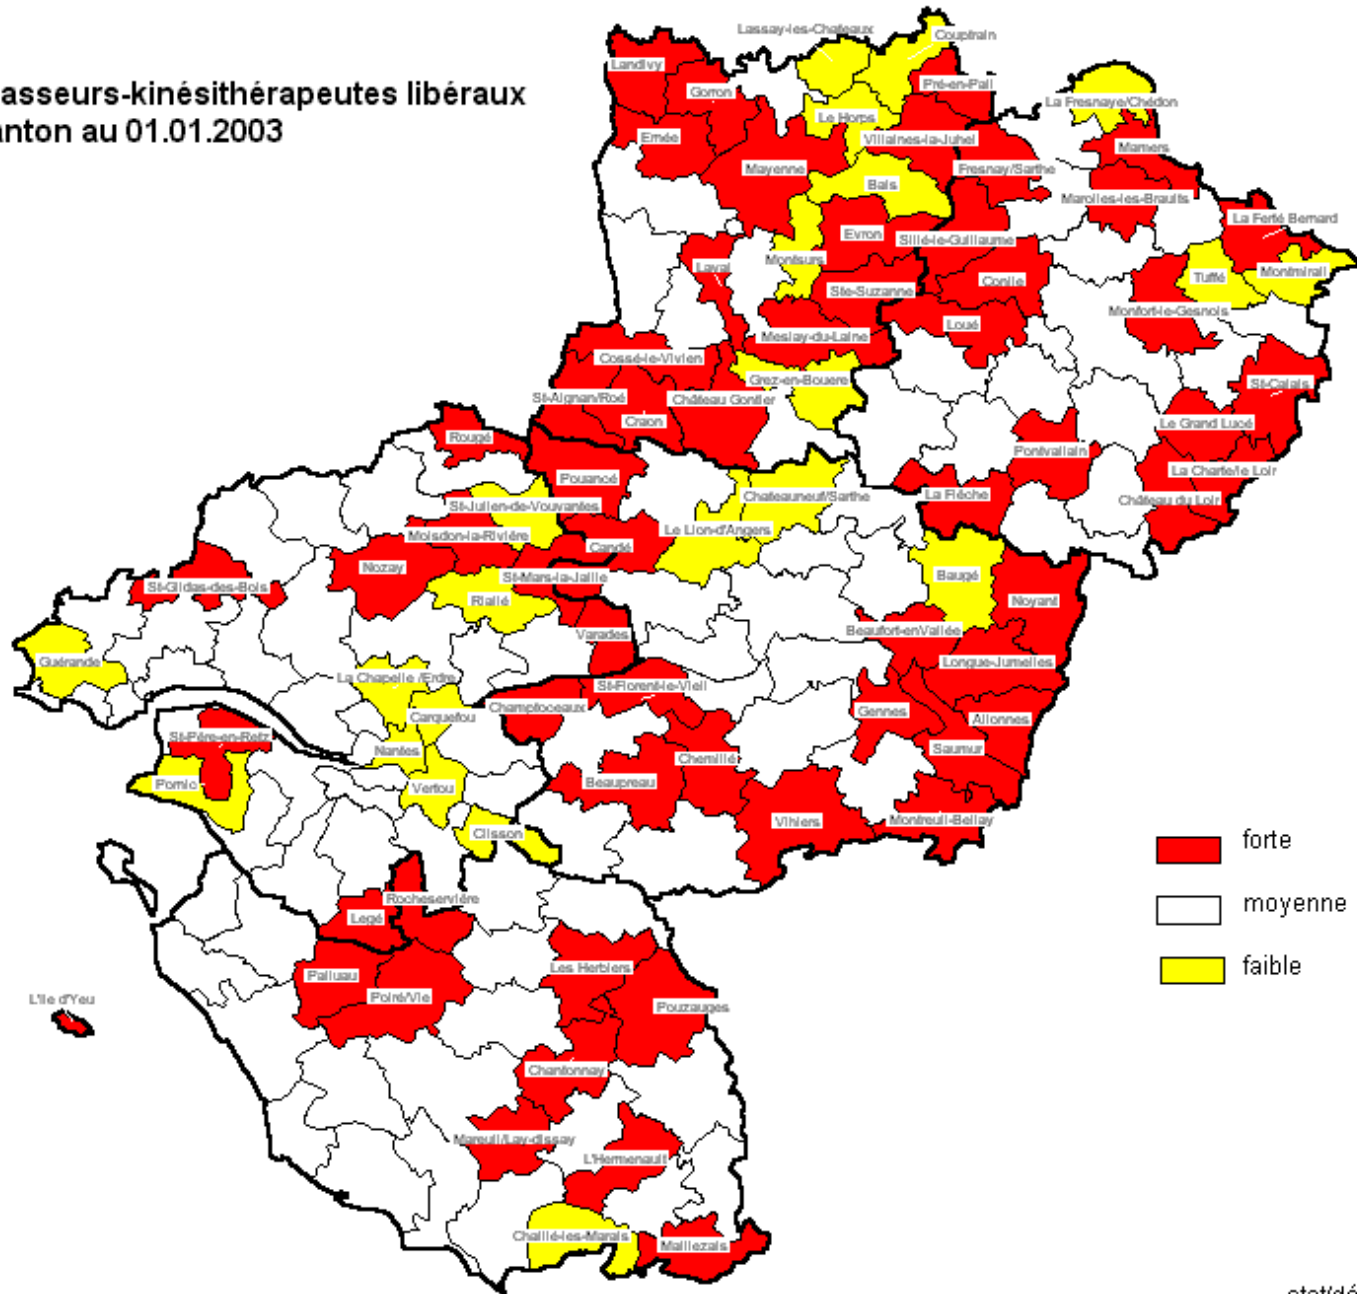 asseurs-kinésithérapeutes libéraux
anton au 01.01.2003
Lassay-les-Chateaux
Couptrain
Landivy
Gorron
Pré-en-Pail
La Fresnaye/Chédon
Le Horps
Ernée
Villaines-la-Juhel
Mamers
Mayenne
Fresnay/Sarthe
Bais
Marolles-les-Braults
La Ferté Bernard
Evron
Sillé-le-Guillaume
Montsurs
Laval
Tuffé
Montmirail
Conlie
Ste-Suzanne
Monfort-le-Gesnois
Loué
Meslay-du-Laine
Cossé-le-Vivien
Grez-en-Bouere
St-Calais
St-Aignan/Roé
Château Gontier
Craon
Le Grand Lucé
Rougé
Pontvallain
La Charte/le Loir
Pouancé
La Flèche
Chateauneuf/Sarthe
Château du Loir
St-Julien-de-Vouvantes
Le Lion-d'Angers
Moisdon-la-Rivière
Candé
Nozay
St-Mars-la-Jaille
Baugé
St-Gildas-des-Bois
Riaillé
Noyant
Varades
Beaufort-enVallée
Guérande
Longue-Jumelles
La Chapelle /Erdre
St-Florent-le-Vieil
Champtoceaux
Carquefou
Gennes
Allonnes
St-Père-en-Retz
Nantes
Saumur
Chemillé
Pornic
Vertou
Beaupreau
Clisson
Vihiers
Montreuil-Bellay
forte
Rocheservière
moyenne
Legé
faible
Les Herbiers
Palluau
Poiré/Vie
L'Ile d'Yeu
Pouzauges
Chantonnay
Mareuil/Lay-dissay
L'Hermenault
Chaillé-les-Marais
Maillezais